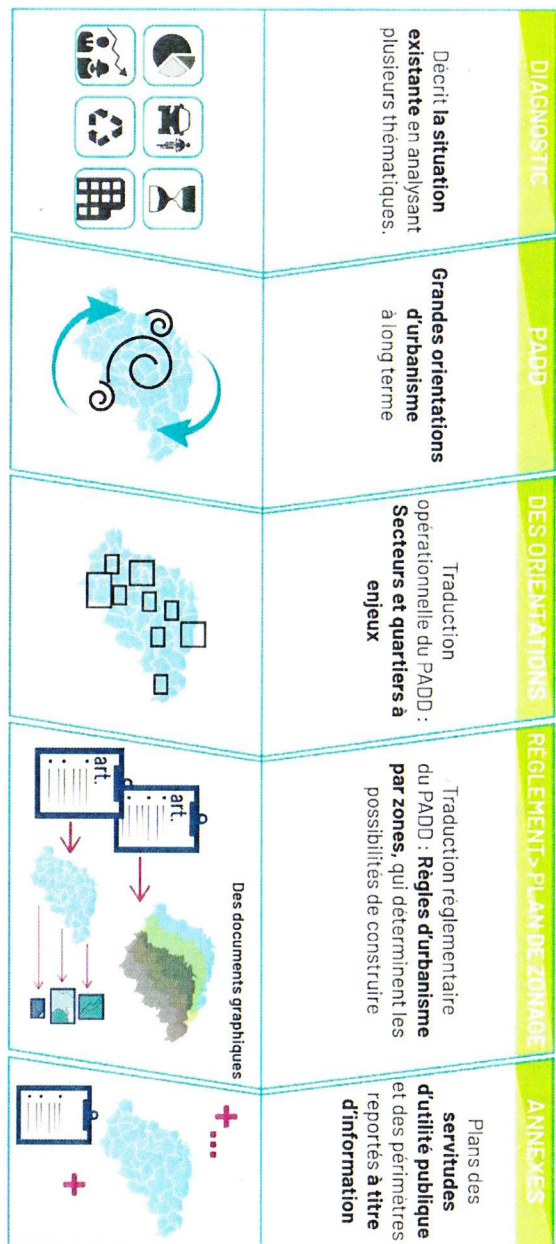 DIAGNOSTIC
Décrit la situation
existante en analysant
plusieurs thématiques.
PADD
Grandes orientations
d'urbanisme
à long terme
DES ORIENTATIONS
Traduction
opérationnelle du PADD :
Secteurs et quartiers à
enjeux
RÈGLEMENT > PLAN DE ZONAGE
Traduction réglementaire
du PADD : Règles d'urbanisme
par zones, qui déterminent les
possibilités de construire
art.
art.
Des documents graphiques
ANNEXES
Plans des
servitudes
d'utilité publique
et des périmètres
reportés à titre
d'information